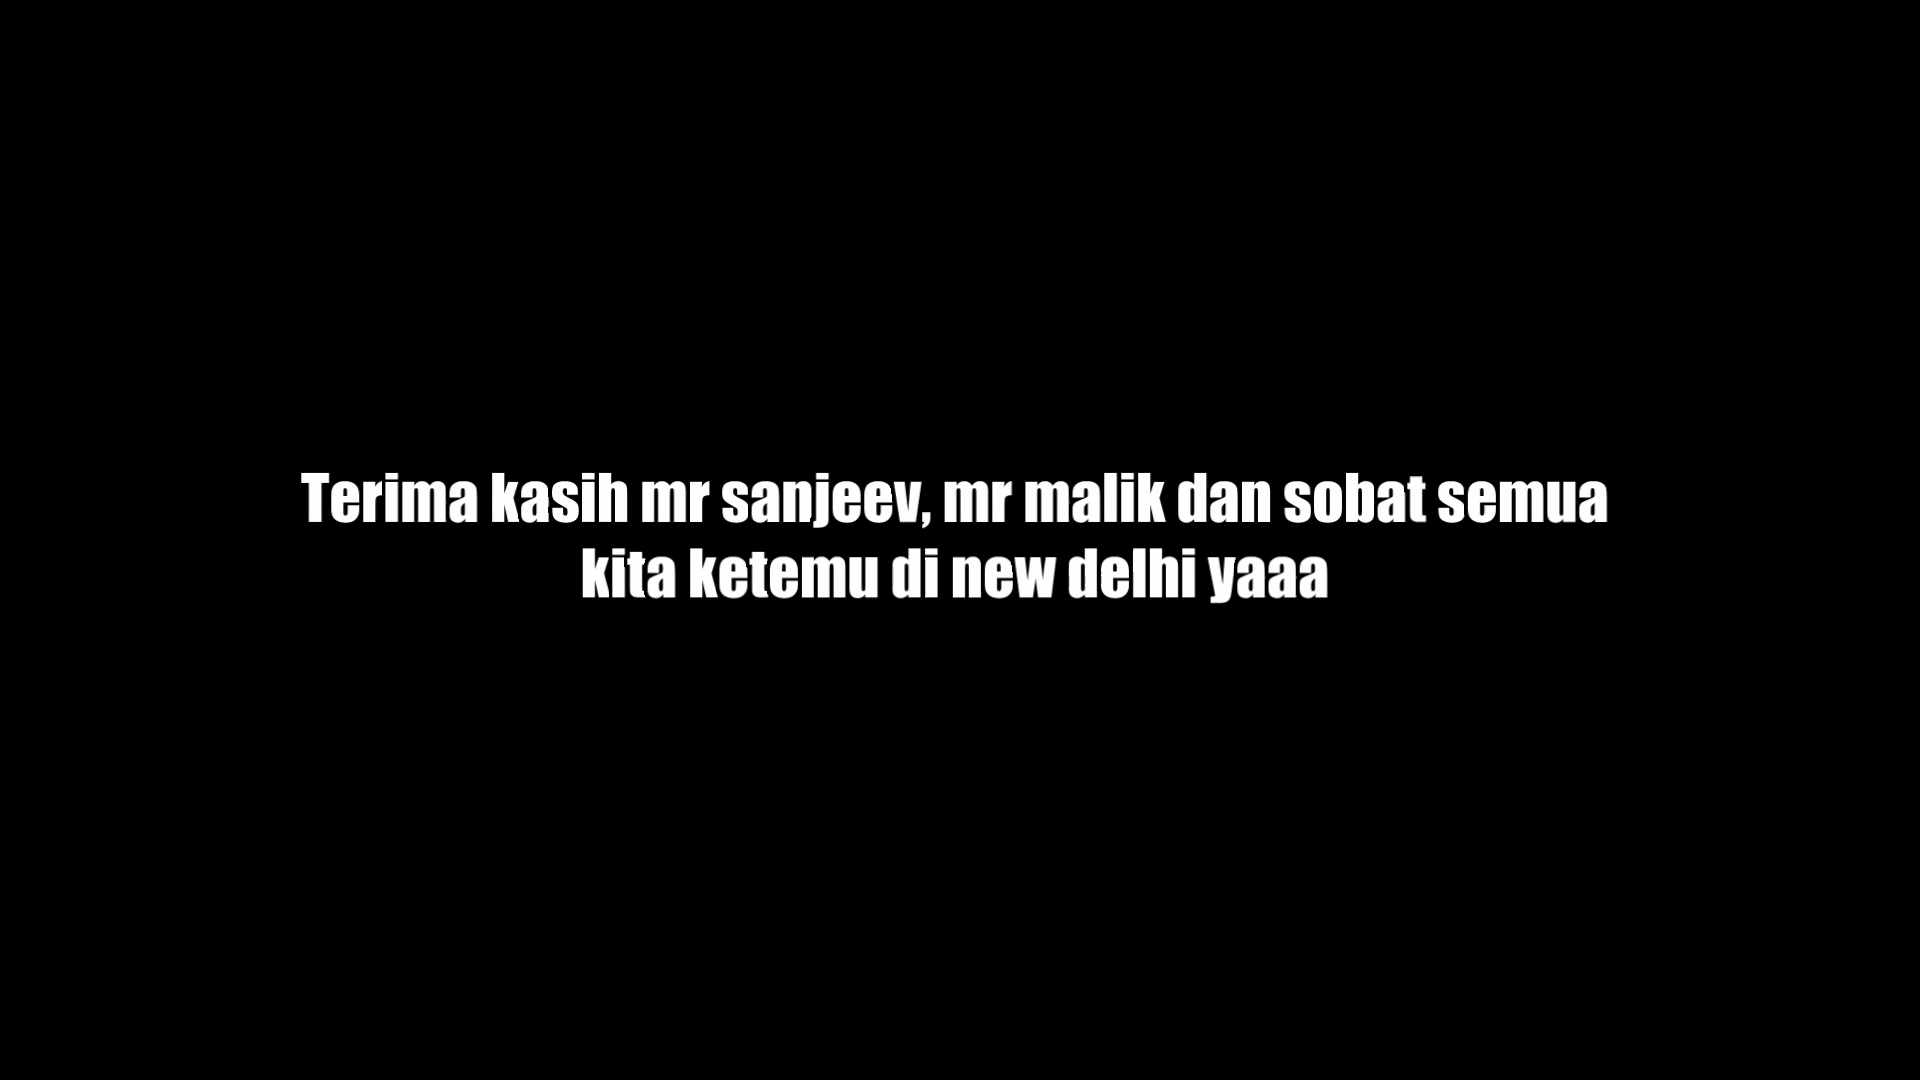 Terima kasih mr sanjeev, mr malik dan sobat semua
kita ketemu di new delhi yaaa